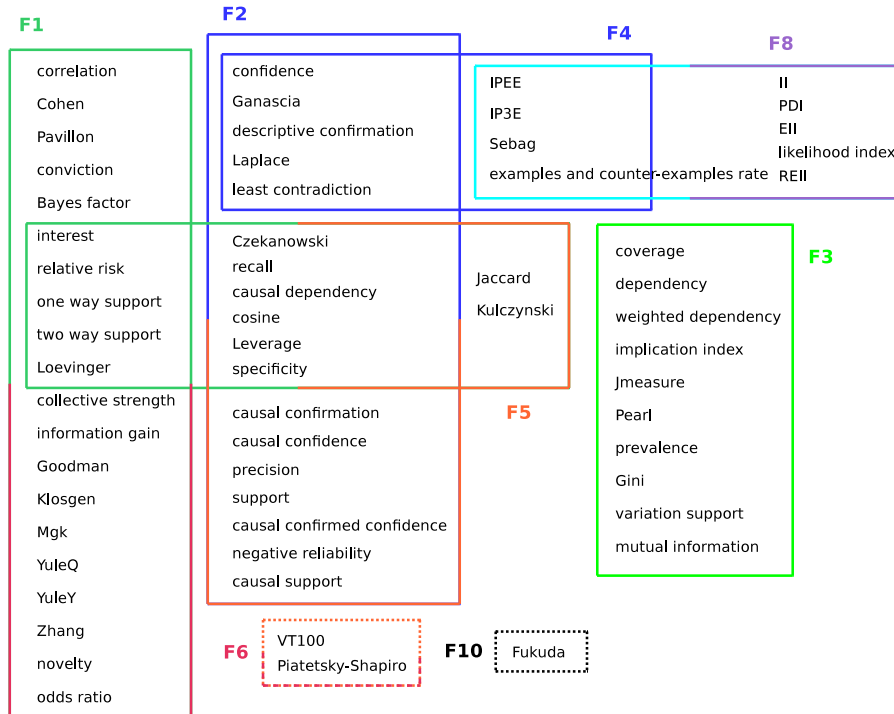 F1
correlation
Cohen
Pavillon
conviction
Bayes factor
interest
relative risk
one way support
two way support
Loevinger
collective strength
information gain
Goodman
Klosgen
Mgk
YuleQ
YuleY
Zhang
novelty
odds ratio
F2
confidence
Ganascia
descriptive confirmation
Laplace
least contradiction
Czekanowski
recall
causal dependency
cosine
Leverage
specificity
causal confirmation
causal confidence
precision
support
causal confirmed confidence
negative reliability
causal support
F4
IPEE
IP3E
Sebag
examples and counter-examples rate
F8
II
PDI
EII
likelihood index
REII
Jaccard
Kulczynski
F5
F3
coverage
dependency
weighted dependency
implication index
Jmeasure
Pearl
prevalence
Gini
variation support
mutual information
F6
VT100
Piatetsky-Shapiro
F10
Fukuda